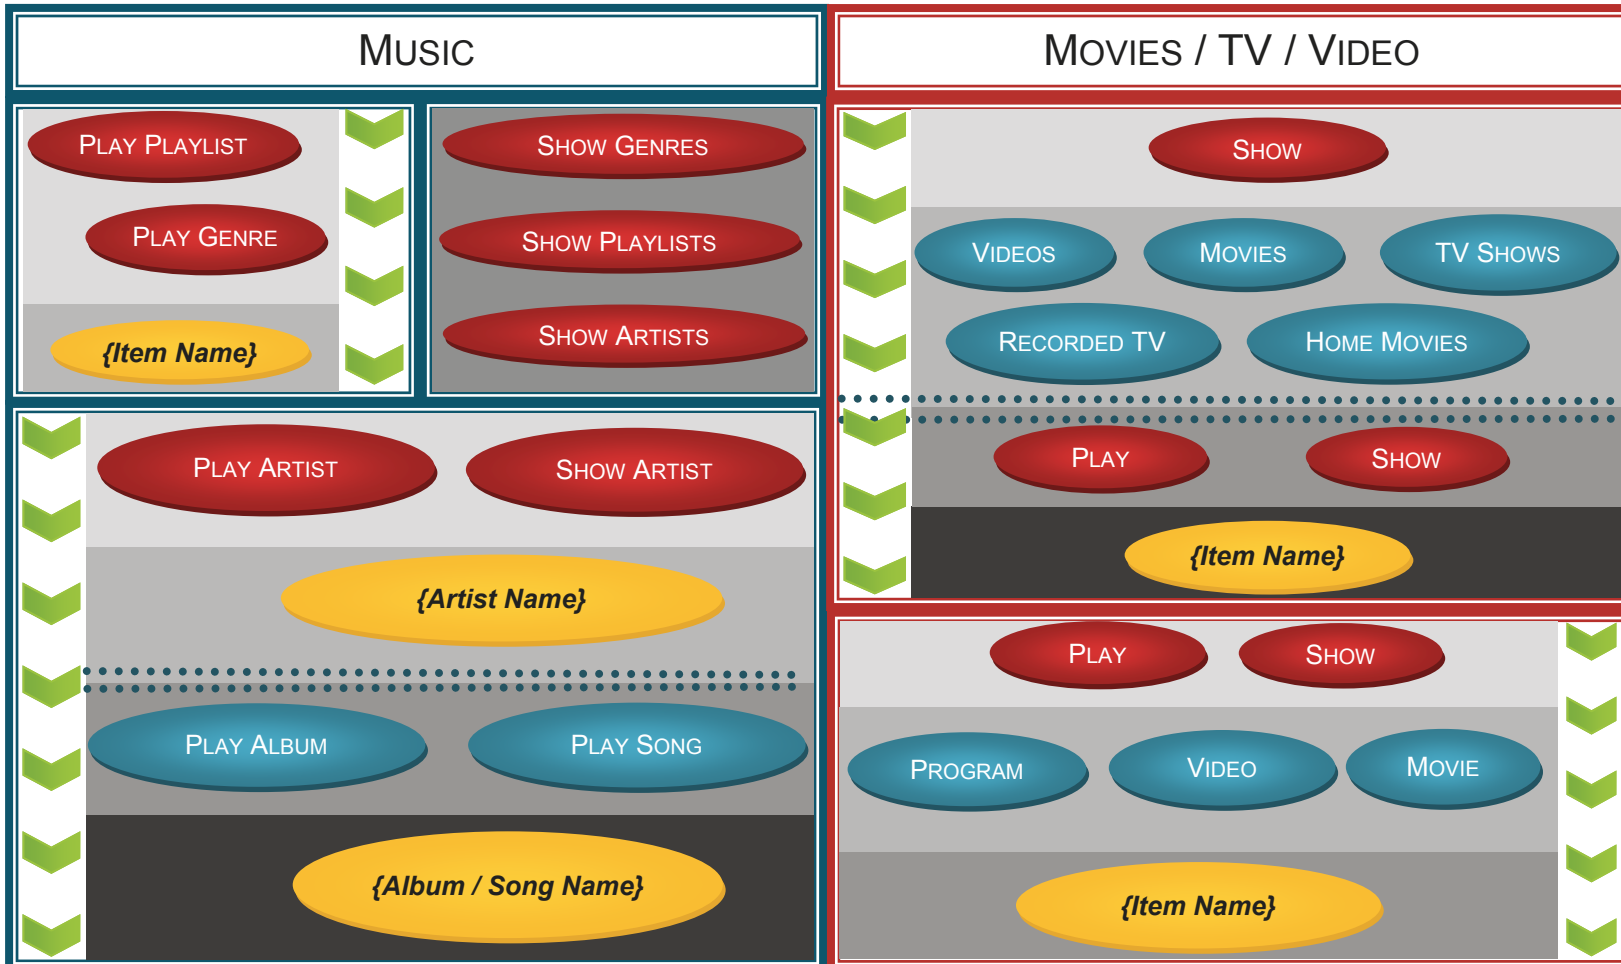 MUSIC
PLAY PLAYLIST
PLAY GENRE
{Item Name}
SHOW GENRES
SHOW PLAYLISTS
SHOW ARTISTS
PLAY ARTIST
SHOW ARTIST
{Artist Name}
PLAY ALBUM
PLAY SONG
{Album / Song Name}
MOVIES / TV / VIDEO
SHOW
VIDEOS
MOVIES
TV SHOWS
RECORDED TV
HOME MOVIES
PLAY
SHOW
{Item Name}
PLAY
SHOW
PROGRAM
VIDEO
MOVIE
{Item Name}